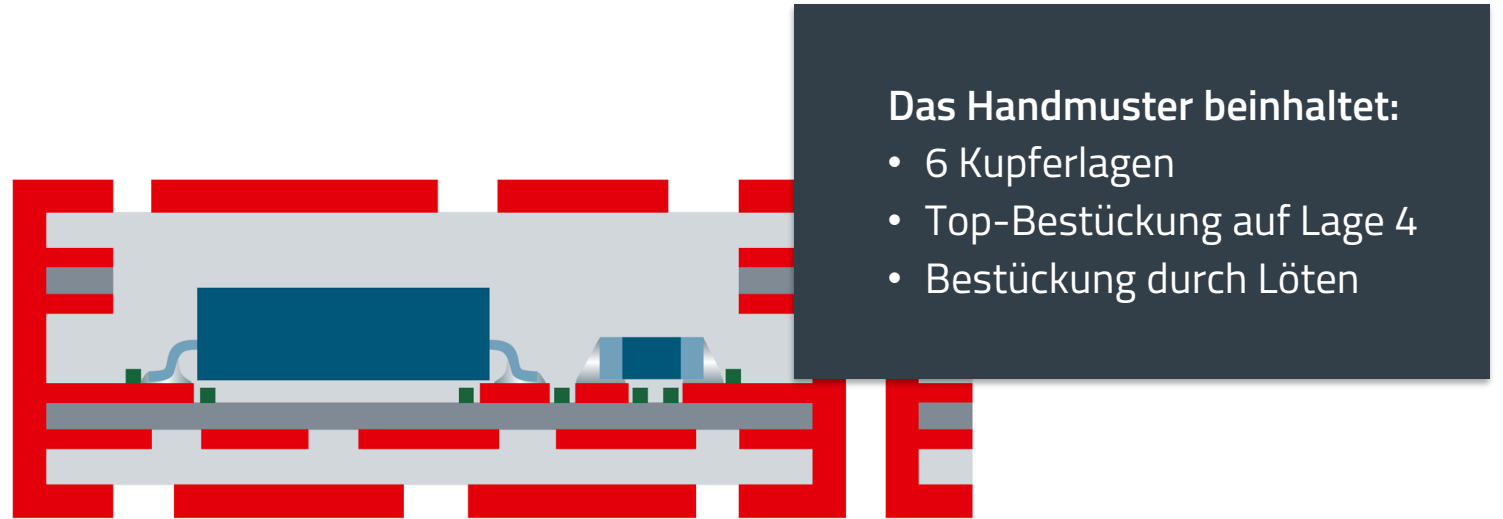 Das Handmuster beinhaltet:
• 6 Kupferlagen
• Top-Bestückung auf Lage 4
• Bestückung durch Löten